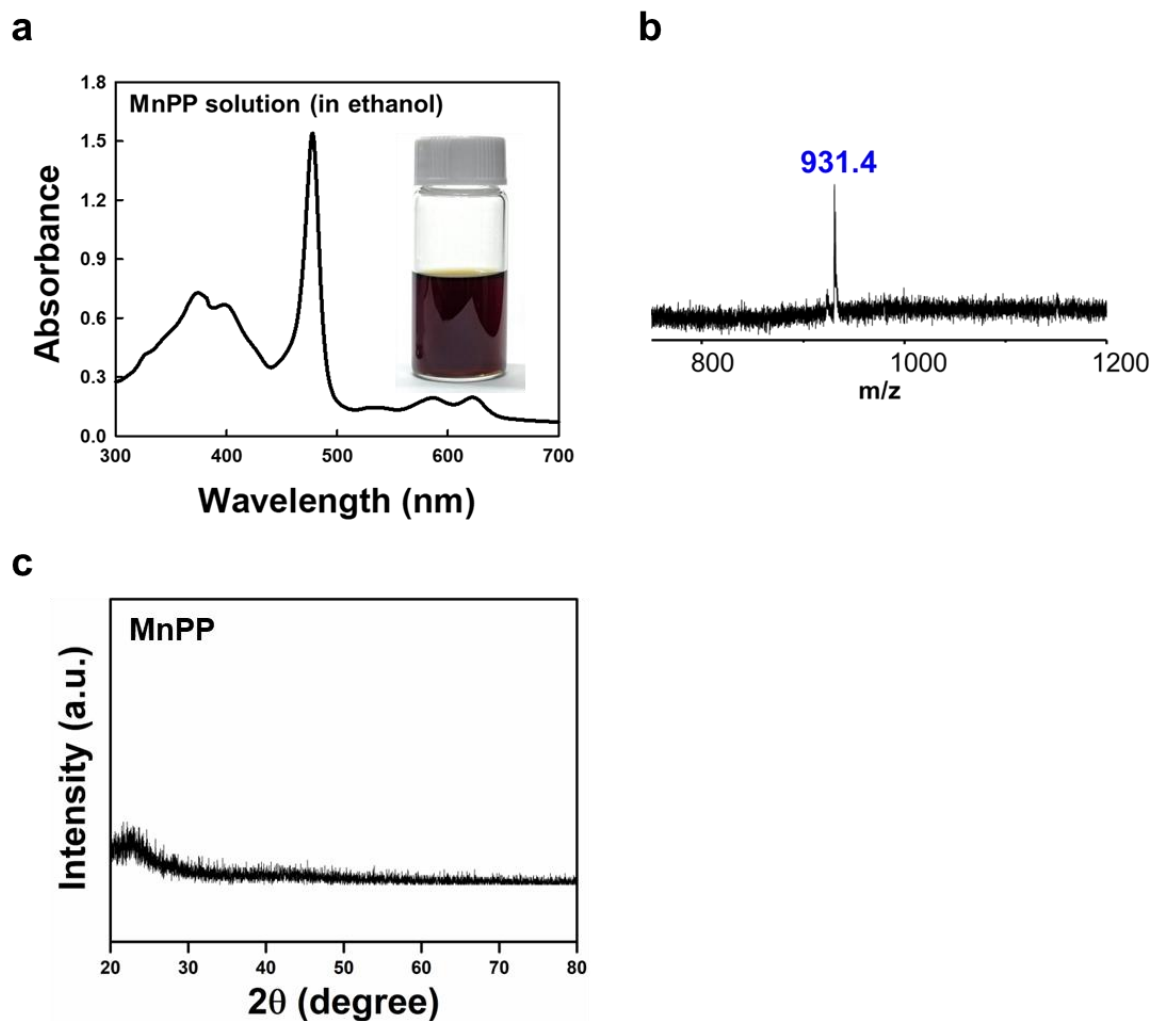 a
MnPP solution (in ethanol)
1.8
1.5
1.2
0.9
0.6
0.3
0.0
Absorbance
300 400 500 600 700
Wavelength (nm)
b
931.4
800 1000 1200
m/z
c
MnPP
Intensity (a.u.)
20 30 40 50 60 70 80
2θ (degree)